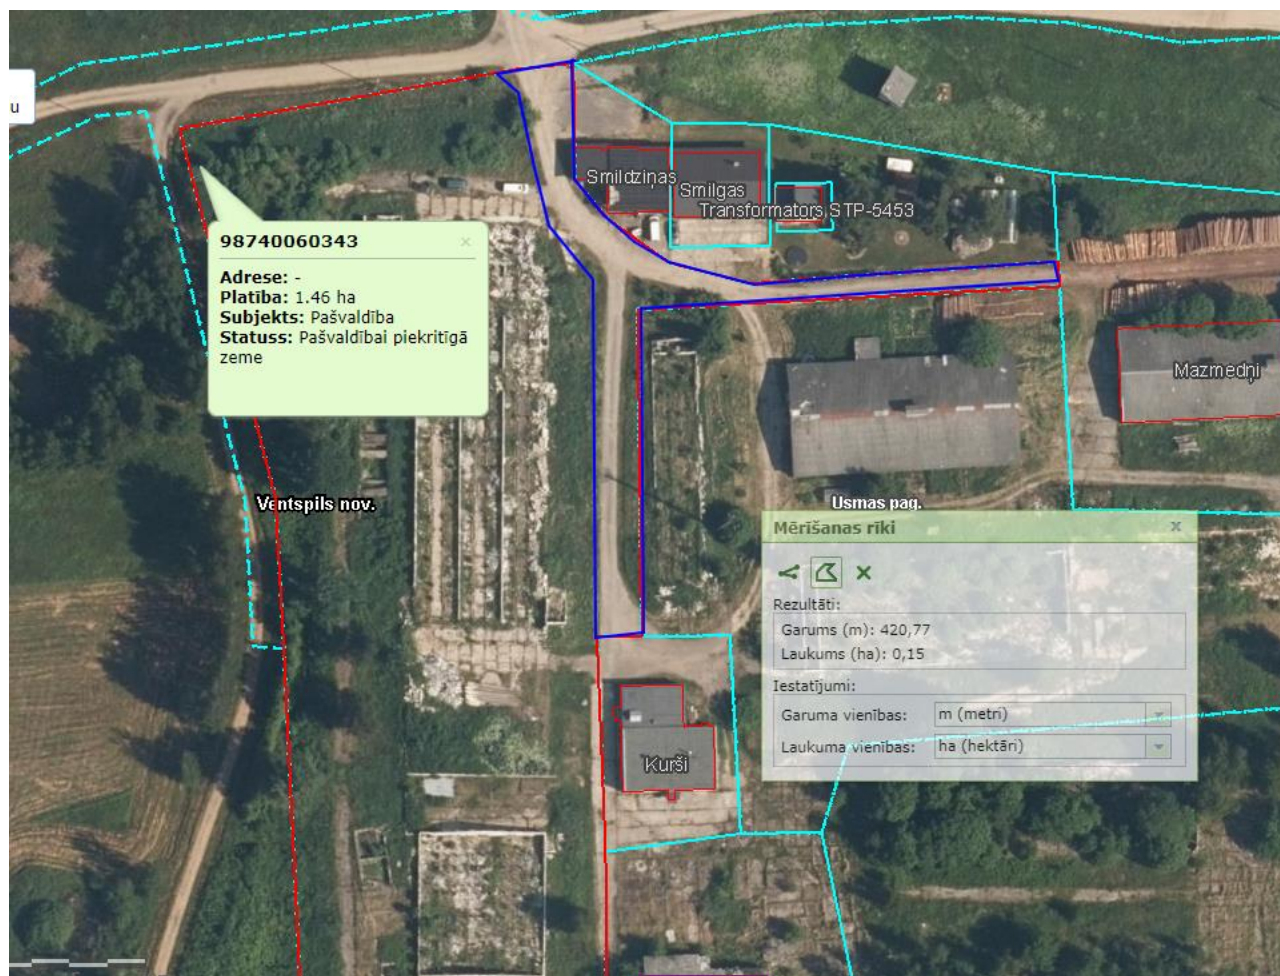 u
Smildziņas
Smilgas
Transformators STP-5453
98740060343
Adrese: -
Platība: 1.46 ha
Subjekts: Pašvaldība
Statuss: Pašvaldībai piekritīgā
zeme
Mazmedņi
Ventspils nov.
Usmas pag.
Mērīšanas rīki
Rezultāti:
Garums (m): 420,77
Laukums (ha): 0,15
Iestatījumi:
Garuma vienības: m (metri)
Laukuma vienības: ha (hektāri)
Kurši